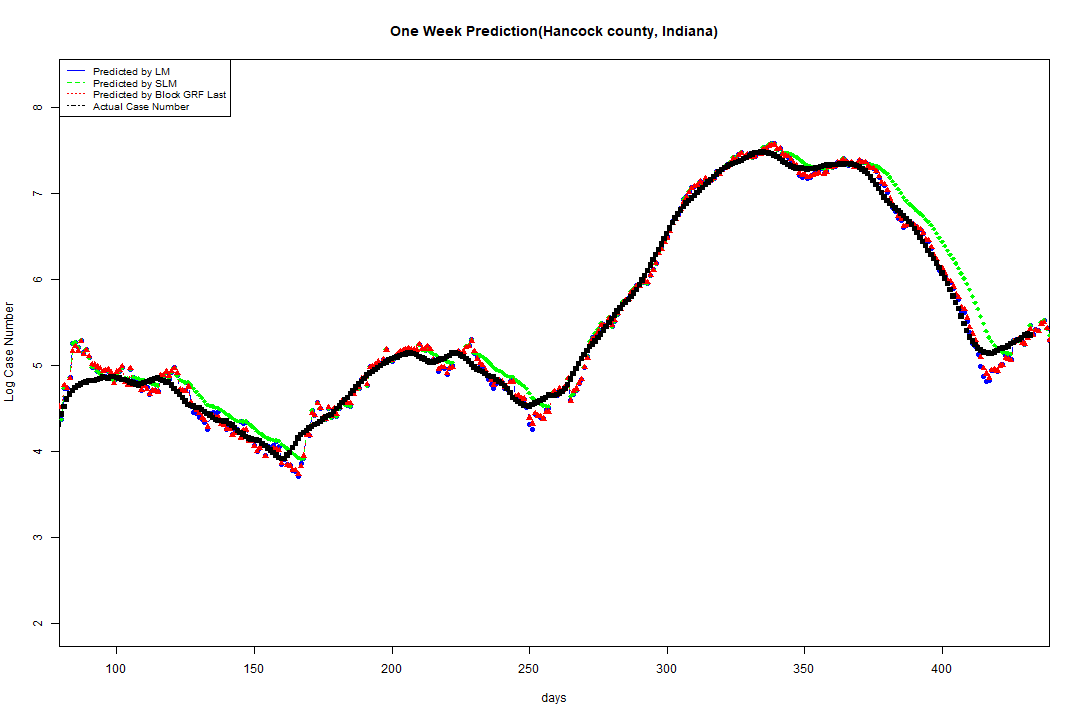 One Week Prediction(Hancock county, Indiana)
Predicted by LM
Predicted by SLM
Predicted by Block GRF Last
Actual Case Number
8
7
6
5
4
3
2
Log Case Number
100 150 200 250 300 350 400
days